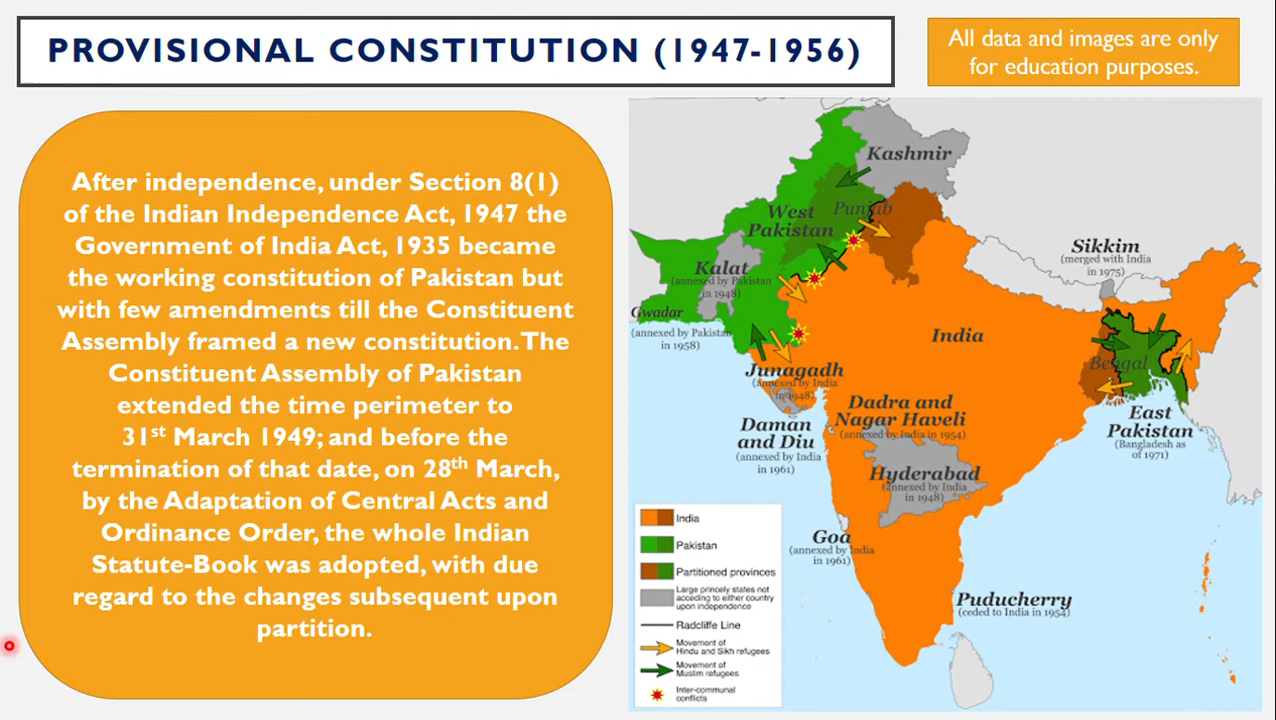 PROVISIONAL CONSTITUTION (1947-1956)
All data and images are only
for education purposes.
After independence, under Section 8(1)
of the Indian Independence Act, 1947 the
Government of India Act, 1935 became
the working constitution of Pakistan but
with few amendments till the Constituent
Assembly framed a new constitution. The
Constituent Assembly of Pakistan
extended the time perimeter to
31st March 1949; and before the
termination of that date, on 28th March,
by the Adaptation of Central Acts and
Ordinance Order, the whole Indian
Statute-Book was adopted, with due
regard to the changes subsequent upon
partition.
Kashmir
Punjab
West
Pakistan
Kalat
(annexed by Pakistan
in 1948)
Gwadar
(annexed by Pakistan
in 1958)
Sikkim
(merged with India
in 1975)
India
Bengal
Junagadh
(annexed by India
in 1948)
Dadra and
Nagar Haveli
(annexed by India in 1954)
Daman
and Diu
(annexed by India
in 1961)
East
Pakistan
(Bangladesh as
of 1971)
Hyderabad
(annexed by India
in 1948)
Goa
(annexed by India
in 1961)
Puducherry
(ceded to India in 1954)
India
Pakistan
Partitioned provinces
Large princely states not
acceding to either country
upon independence
Radcliffe Line
Movement of
Hindu and Sikh refugees
Movement of
Muslim refugees
Inter-communal
conflicts